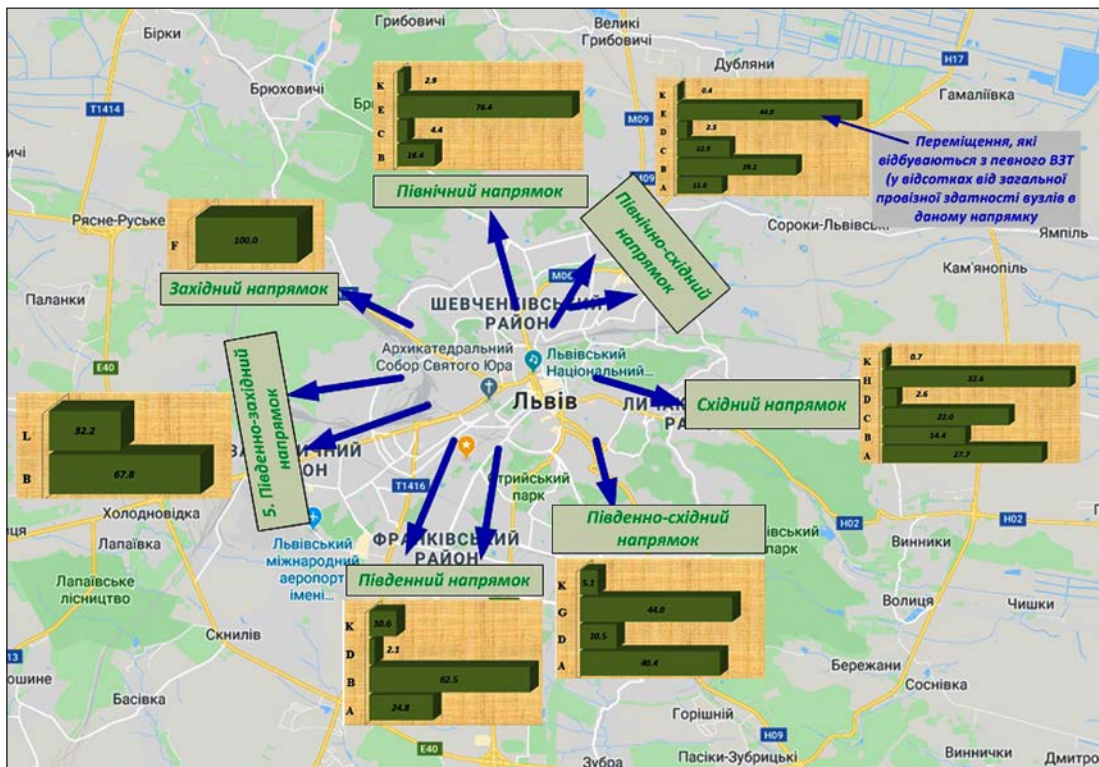 Бірки
Грибовичі
Великі
Грибовичі
Дубляни
H17
Гамаліївка
T1414
Брюховичі
M09
K 2.9
E 76.4
C 4.4
B 16.4
Північний напрямок
K 0.4
E 44.0
D 2.5
C 12.9
B 29.2
A 11.0
Переміщення, які
відбуваються з певного ВЗТ
(у відсотках від загальної
провізної здатності вузлів в
даному напрямку
M09
Північно-східний
напрямок
Рясне-Руське
F 100.0
Західний напрямок
Сороки-Львівські
Ямпіль
Кам'янопіль
Паланки
M06
ШЕВЧЕНКІВСЬКИЙ
РАЙОН
Архикатедральний
Собор Святого Юра
Львівський
Національний...
Львів
E40
5. Південно-західний
напрямок
L 32.2
B 67.8
РАЙОН
Східний напрямок
K 0.7
H 32.6
D 2.6
C 22.0
B 14.4
A 27.7
Холодновідка
T1416
Стрийський
парк
Південно-східний
напрямок
H02
H02
Винники
Лапаївка
Львівський
міжнародний
аеропорт
імені...
ФРАНКІВСЬКИЙ
РАЙОН
Південний напрямок
Лапаївське
лісництво
K 10.6
D 2.1
B 62.5
A 24.8
K 5.1
G 44.0
D 10.5
A 40.4
парк
Волиця
Чишки
Скнилів
Басівка
Бережани
Соснівка
Горішній
E40
H09
Зубра
Пасіки-Зубрицькі
Виннички
Дмитро